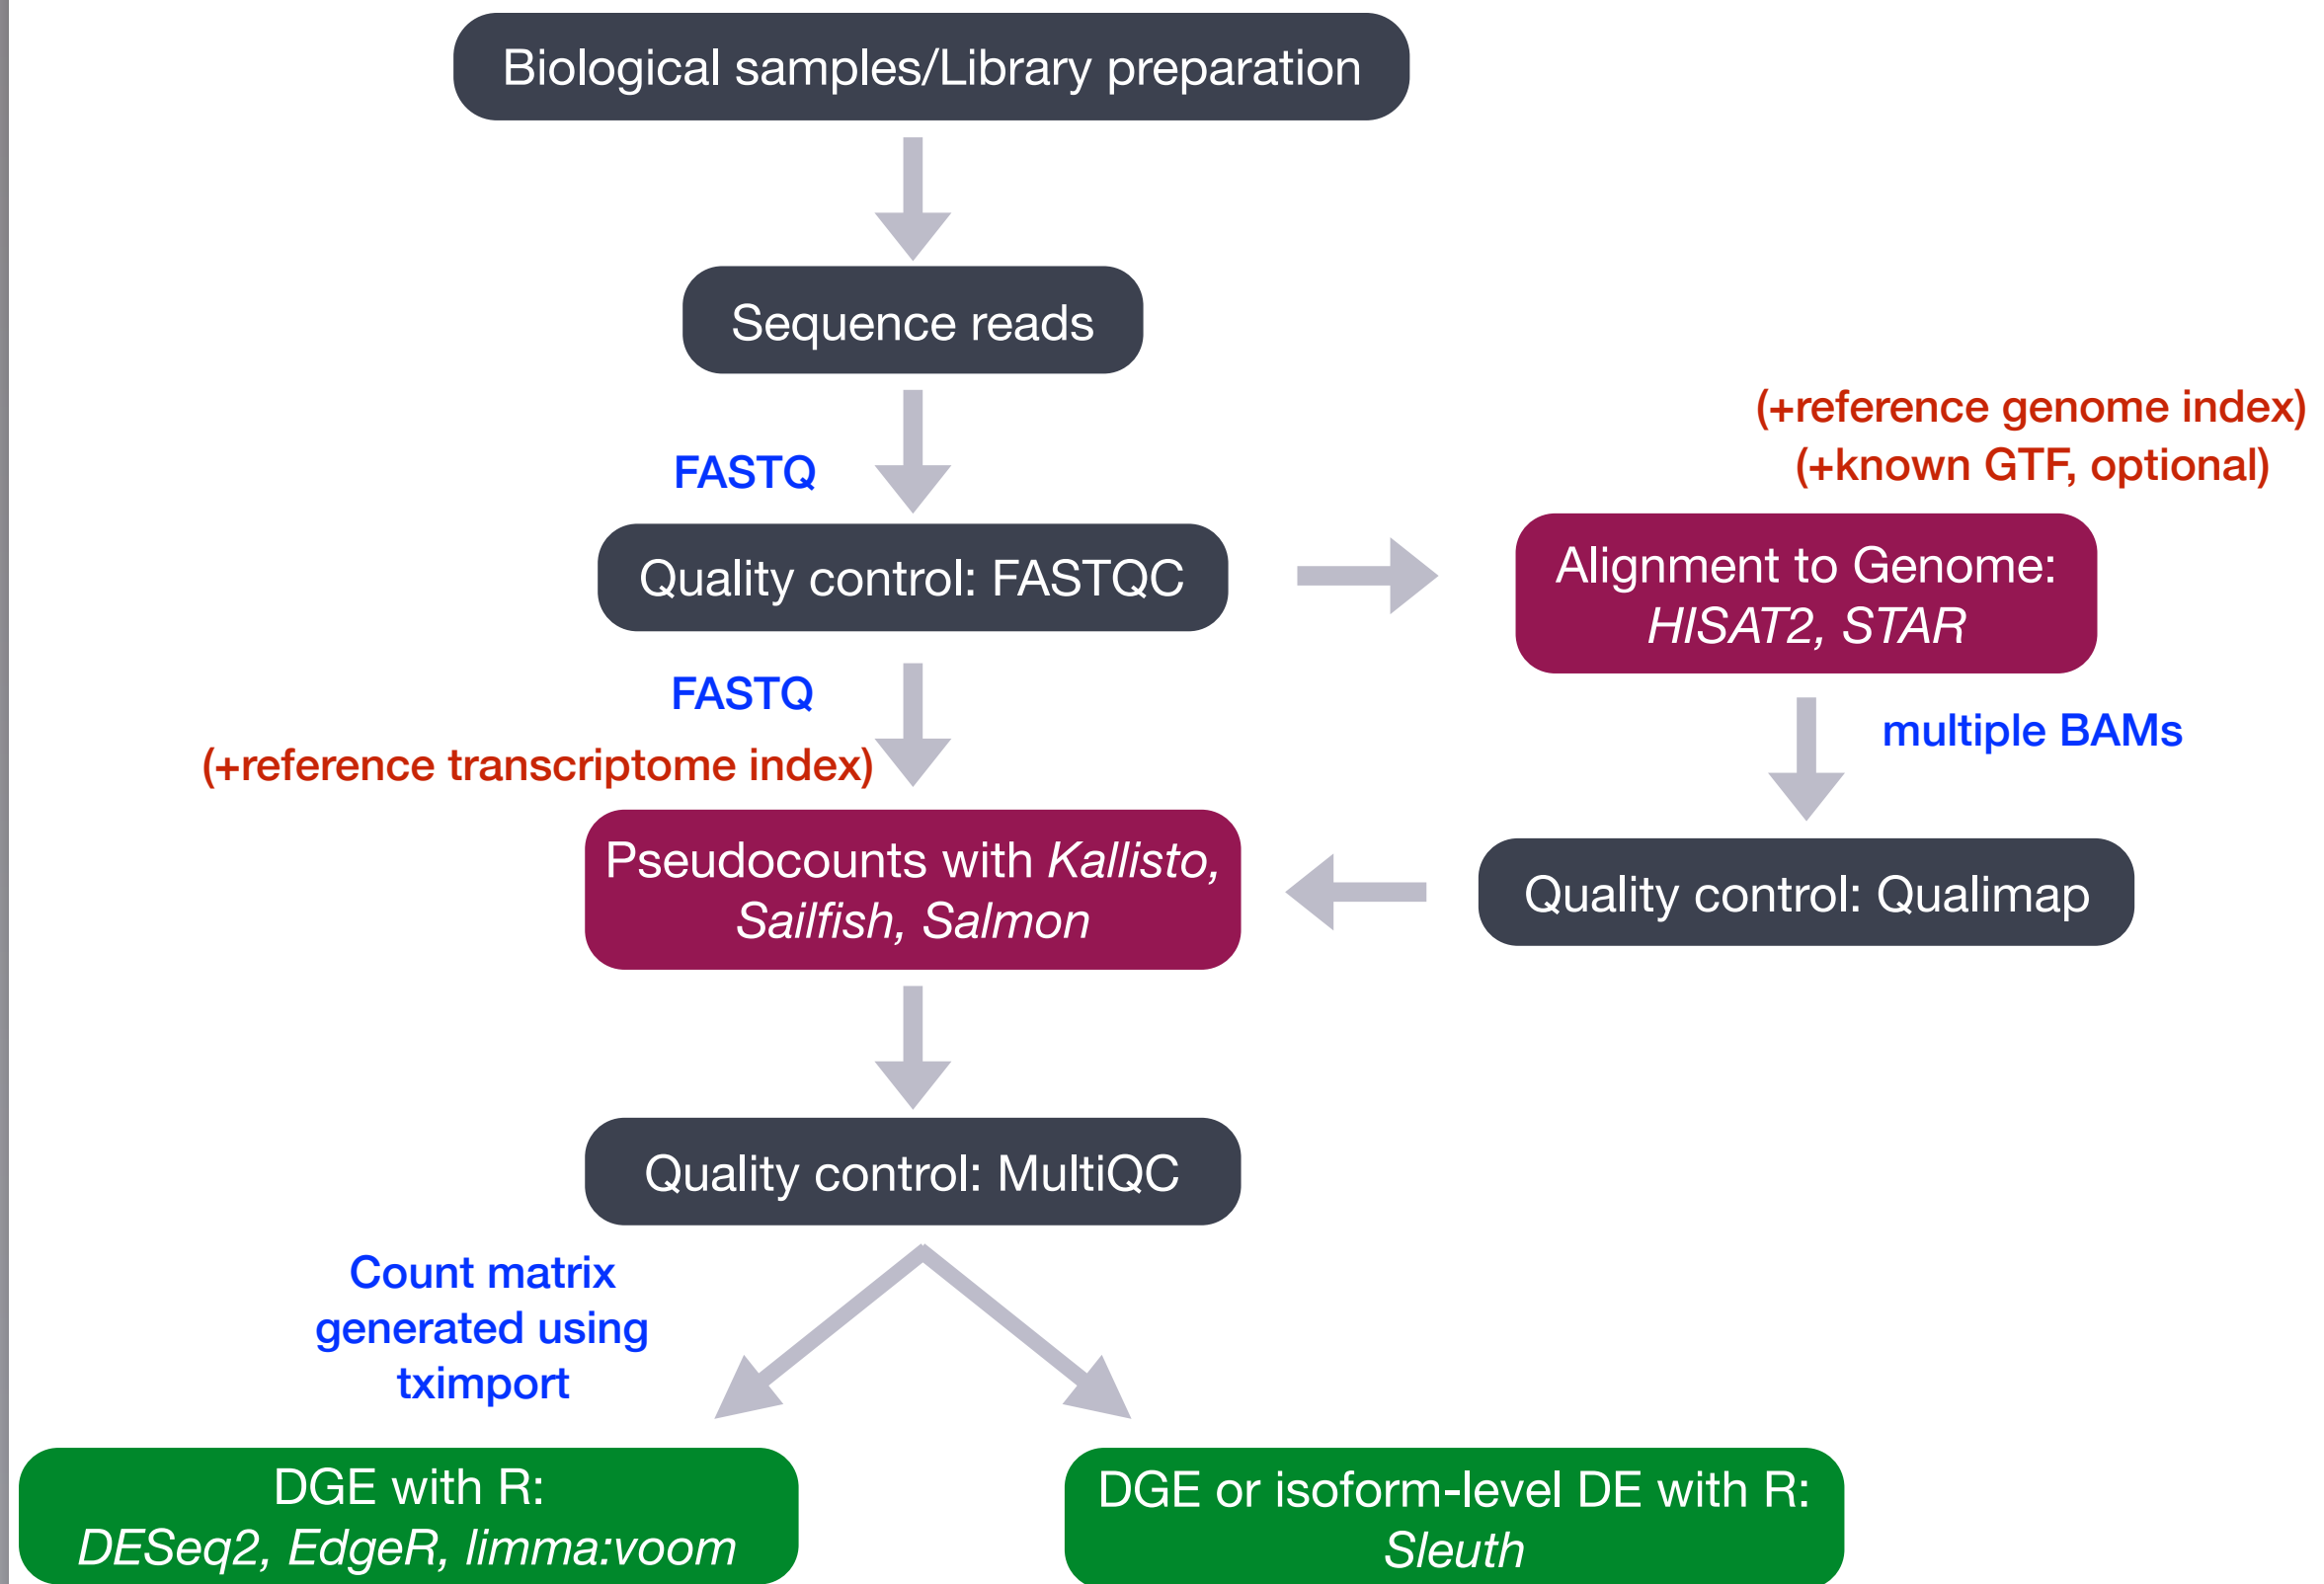 Biological samples/Library preparation
Sequence reads
FASTQ
(+reference genome index)
(+known GTF, optional)
Quality control: FASTQC
Alignment to Genome:
HISAT2, STAR
FASTQ
(+reference transcriptome index)
multiple BAMs
Pseudocounts with Kallisto,
Sailfish, Salmon
Quality control: Qualimap
Quality control: MultiQC
Count matrix
generated using
tximport
DGE with R:
DESeq2, EdgeR, limma:voom
DGE or isoform-level DE with R:
Sleuth